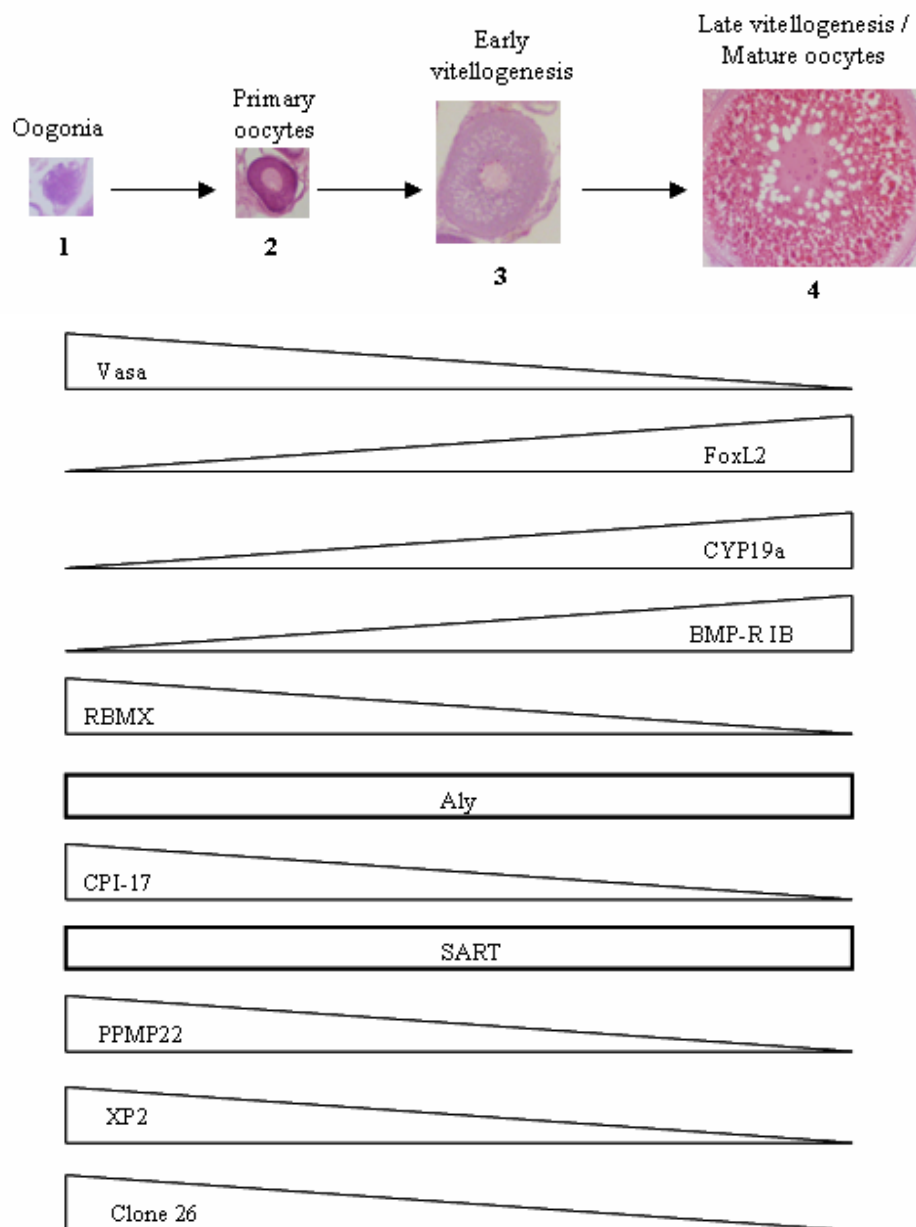 Oogonia
Primary
oocytes
Early
vitellogenesis
Late vitellogenesis /
Mature oocytes
1
2
3
4
Vasa
FoxL2
CYP19a
BMP-R IB
RBMX
Aly
CPI-17
SART
PPMP22
XP2
Clone 26